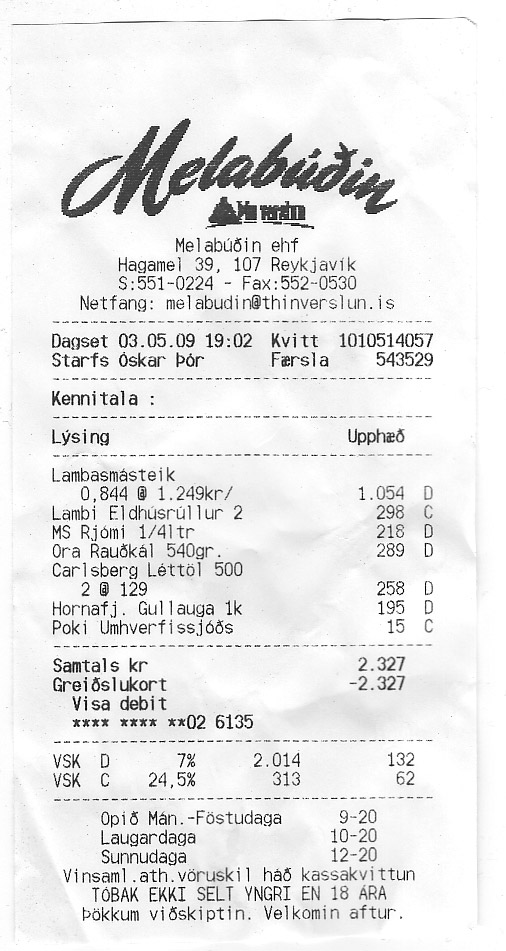 Melabúðin
Þín verslun
Melabúðin ehf
Hagamel 39, 107 Reykjavík
S:551-0224 - Fax:552-0530
Netfang: melabudin@thinverslun.is
Dagset 03.05.09 19:02 Kvitt 1010514057
Starfs Óskar Þór Færsla 543529
Kennitala :
Lýsing Upphæð
Lambasmásteik
0,844 @ 1.249kr/ 1.054 D
Lambi Eldhúsrúllur 2 298 C
MS Rjómi 1/4ltr 218 D
Ora Rauðkál 540gr. 289 D
Carlsberg Léttöl 500
2 @ 129 258 D
Hornafj. Gullauga 1k 195 D
Poki Umhverfissjóðs 15 C
Samtals kr 2.327
Greiðslukort -2.327
Visa debit
**** **** **02 6135
VSK D 7% 2.014 132
VSK C 24,5% 313 62
Opið Mán.-Föstudaga 9-20
Laugardaga 10-20
Sunnudaga 12-20
Vinsaml.ath.vöruskil háð kassakvittun
TÓBAK EKKI SELT YNGRI EN 18 ÁRA
Þökkum viðskiptin. Velkomin aftur.